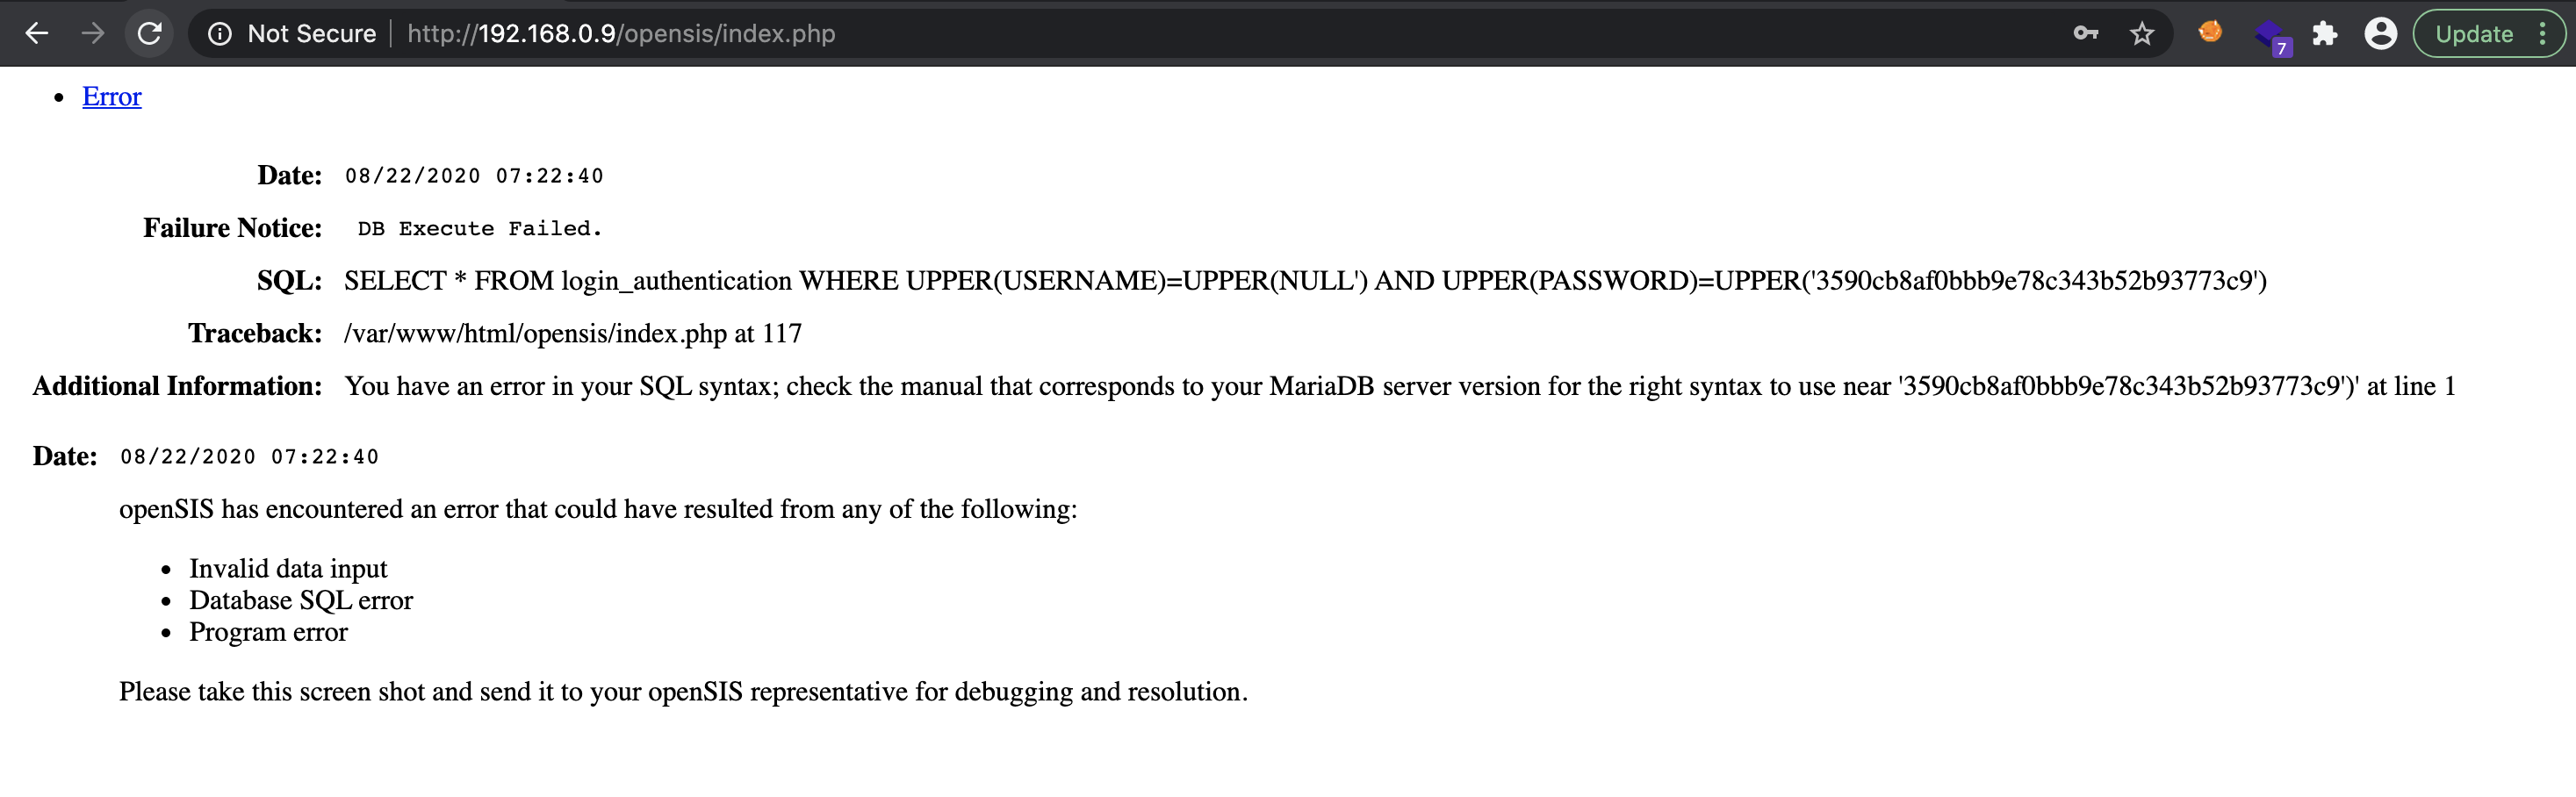 Not Secure | http://192.168.0.9/opensis/index.php
7
Update
• Error
Date: 08/22/2020 07:22:40
Failure Notice: DB Execute Failed.
SQL: SELECT * FROM login_authentication WHERE UPPER(USERNAME)=UPPER(NULL') AND UPPER(PASSWORD)=UPPER('3590cb8af0bbb9e78c343b52b93773c9')
Traceback: /var/www/html/opensis/index.php at 117
Additional Information: You have an error in your SQL syntax; check the manual that corresponds to your MariaDB server version for the right syntax to use near '3590cb8af0bbb9e78c343b52b93773c9')' at line 1
Date: 08/22/2020 07:22:40
openSIS has encountered an error that could have resulted from any of the following:
• Invalid data input
• Database SQL error
• Program error
Please take this screen shot and send it to your openSIS representative for debugging and resolution.